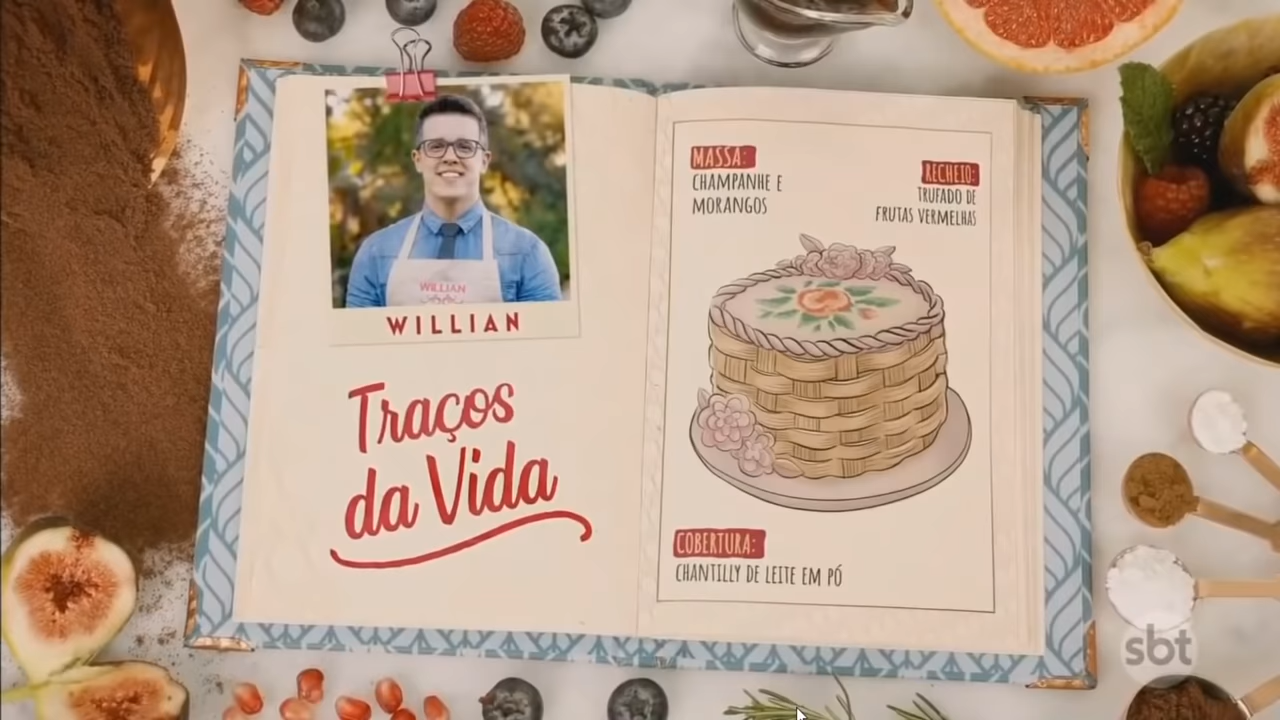 WILLIAN
WILLIAN
Traços
da Vida
MASSA:
CHAMPANHE E
MORANGOS
RECHEIO:
TRUFADO DE
FRUTAS VERMELHAS
COBERTURA:
CHANTILLY DE LEITE EM PÓ
sbt